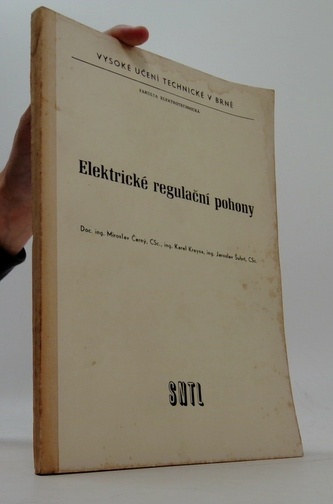 VYSOKÉ UČENÍ TECHNICKÉ V BRNĚ
FAKULTA ELEKTROTECHNICKÁ
Elektrické regulační pohony
Doc. ing. Miroslav Černý, CSc., ing. Karel Kreysa, ing. Jaroslav Šubrt, CSc.
SNTL